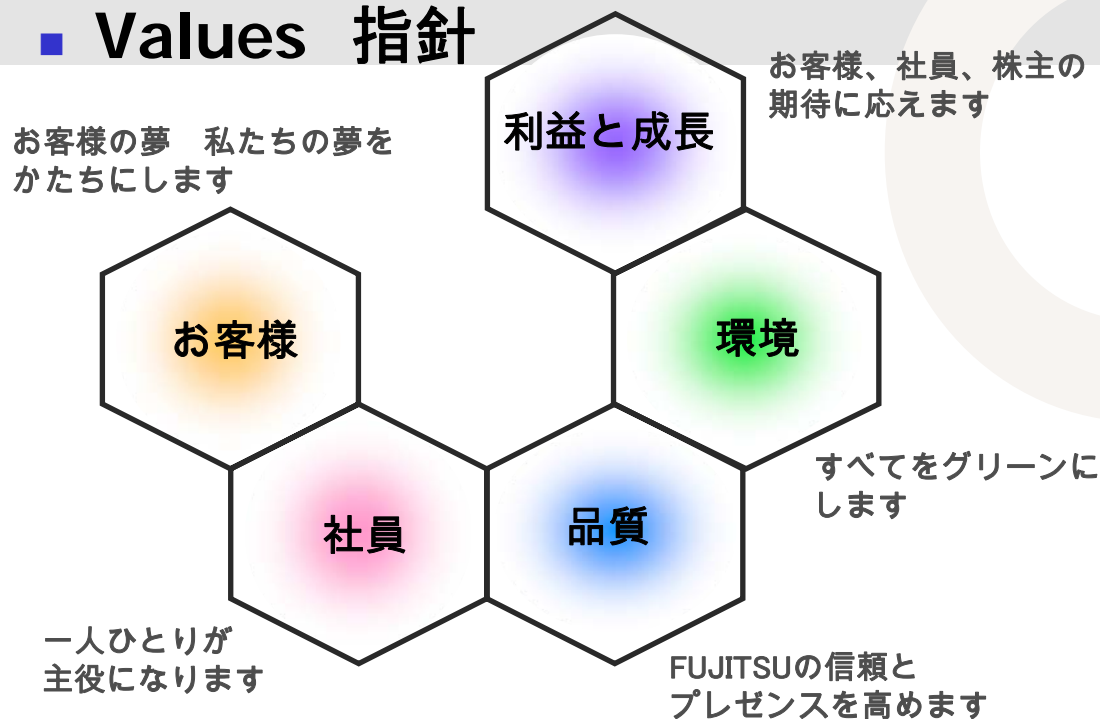 Values 指針
お客様、社員、株主の
期待に応えます
利益と成長
お客様の夢 私たちの夢を
かたちにします
お客様
環境
すべてをグリーンに
します
社員
品質
一人ひとりが
主役になります
FUJITSUの信頼と
プレゼンスを高めます